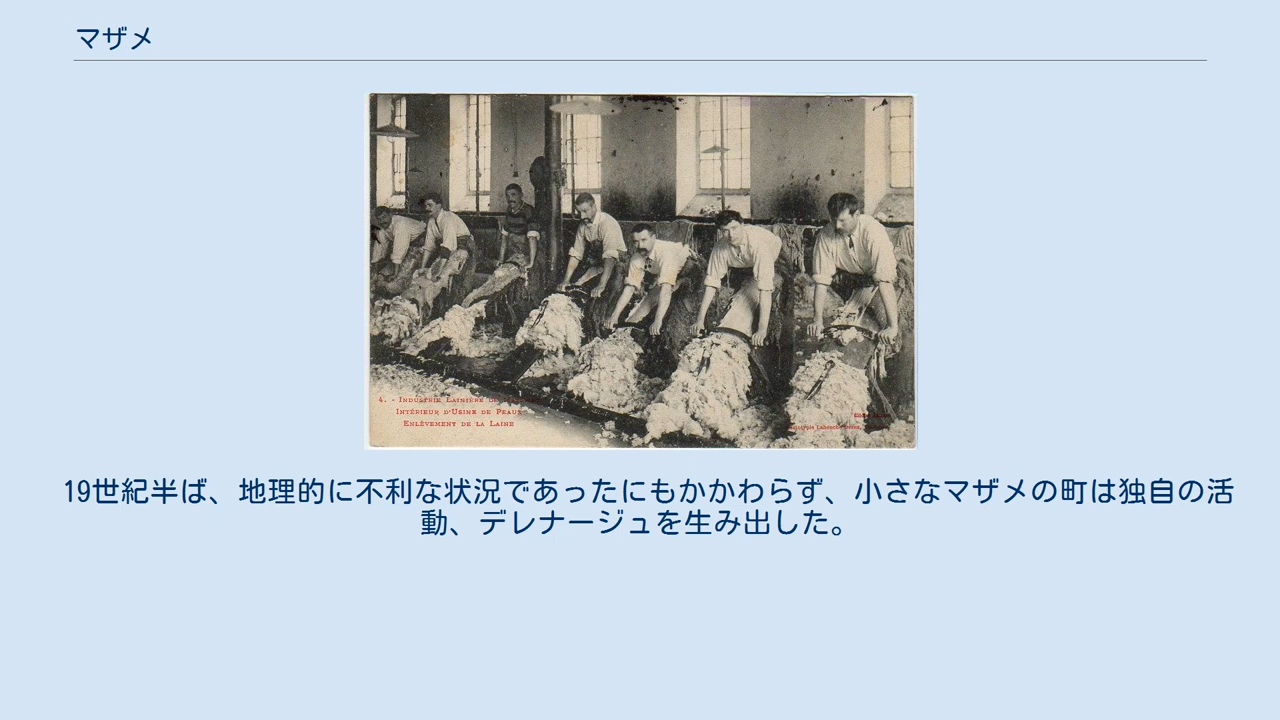 マザメ
4. - INDUSTRIE LAINIÈRE DE
INTÉRIEUR D'USINE DE PEAUX
ENLÈVEMENT DE LA LAINE
19世紀半ば、地理的に不利な状況であったにもかかわらず、小さなマザメの町は独自の活
動、デレナージュを生み出した。